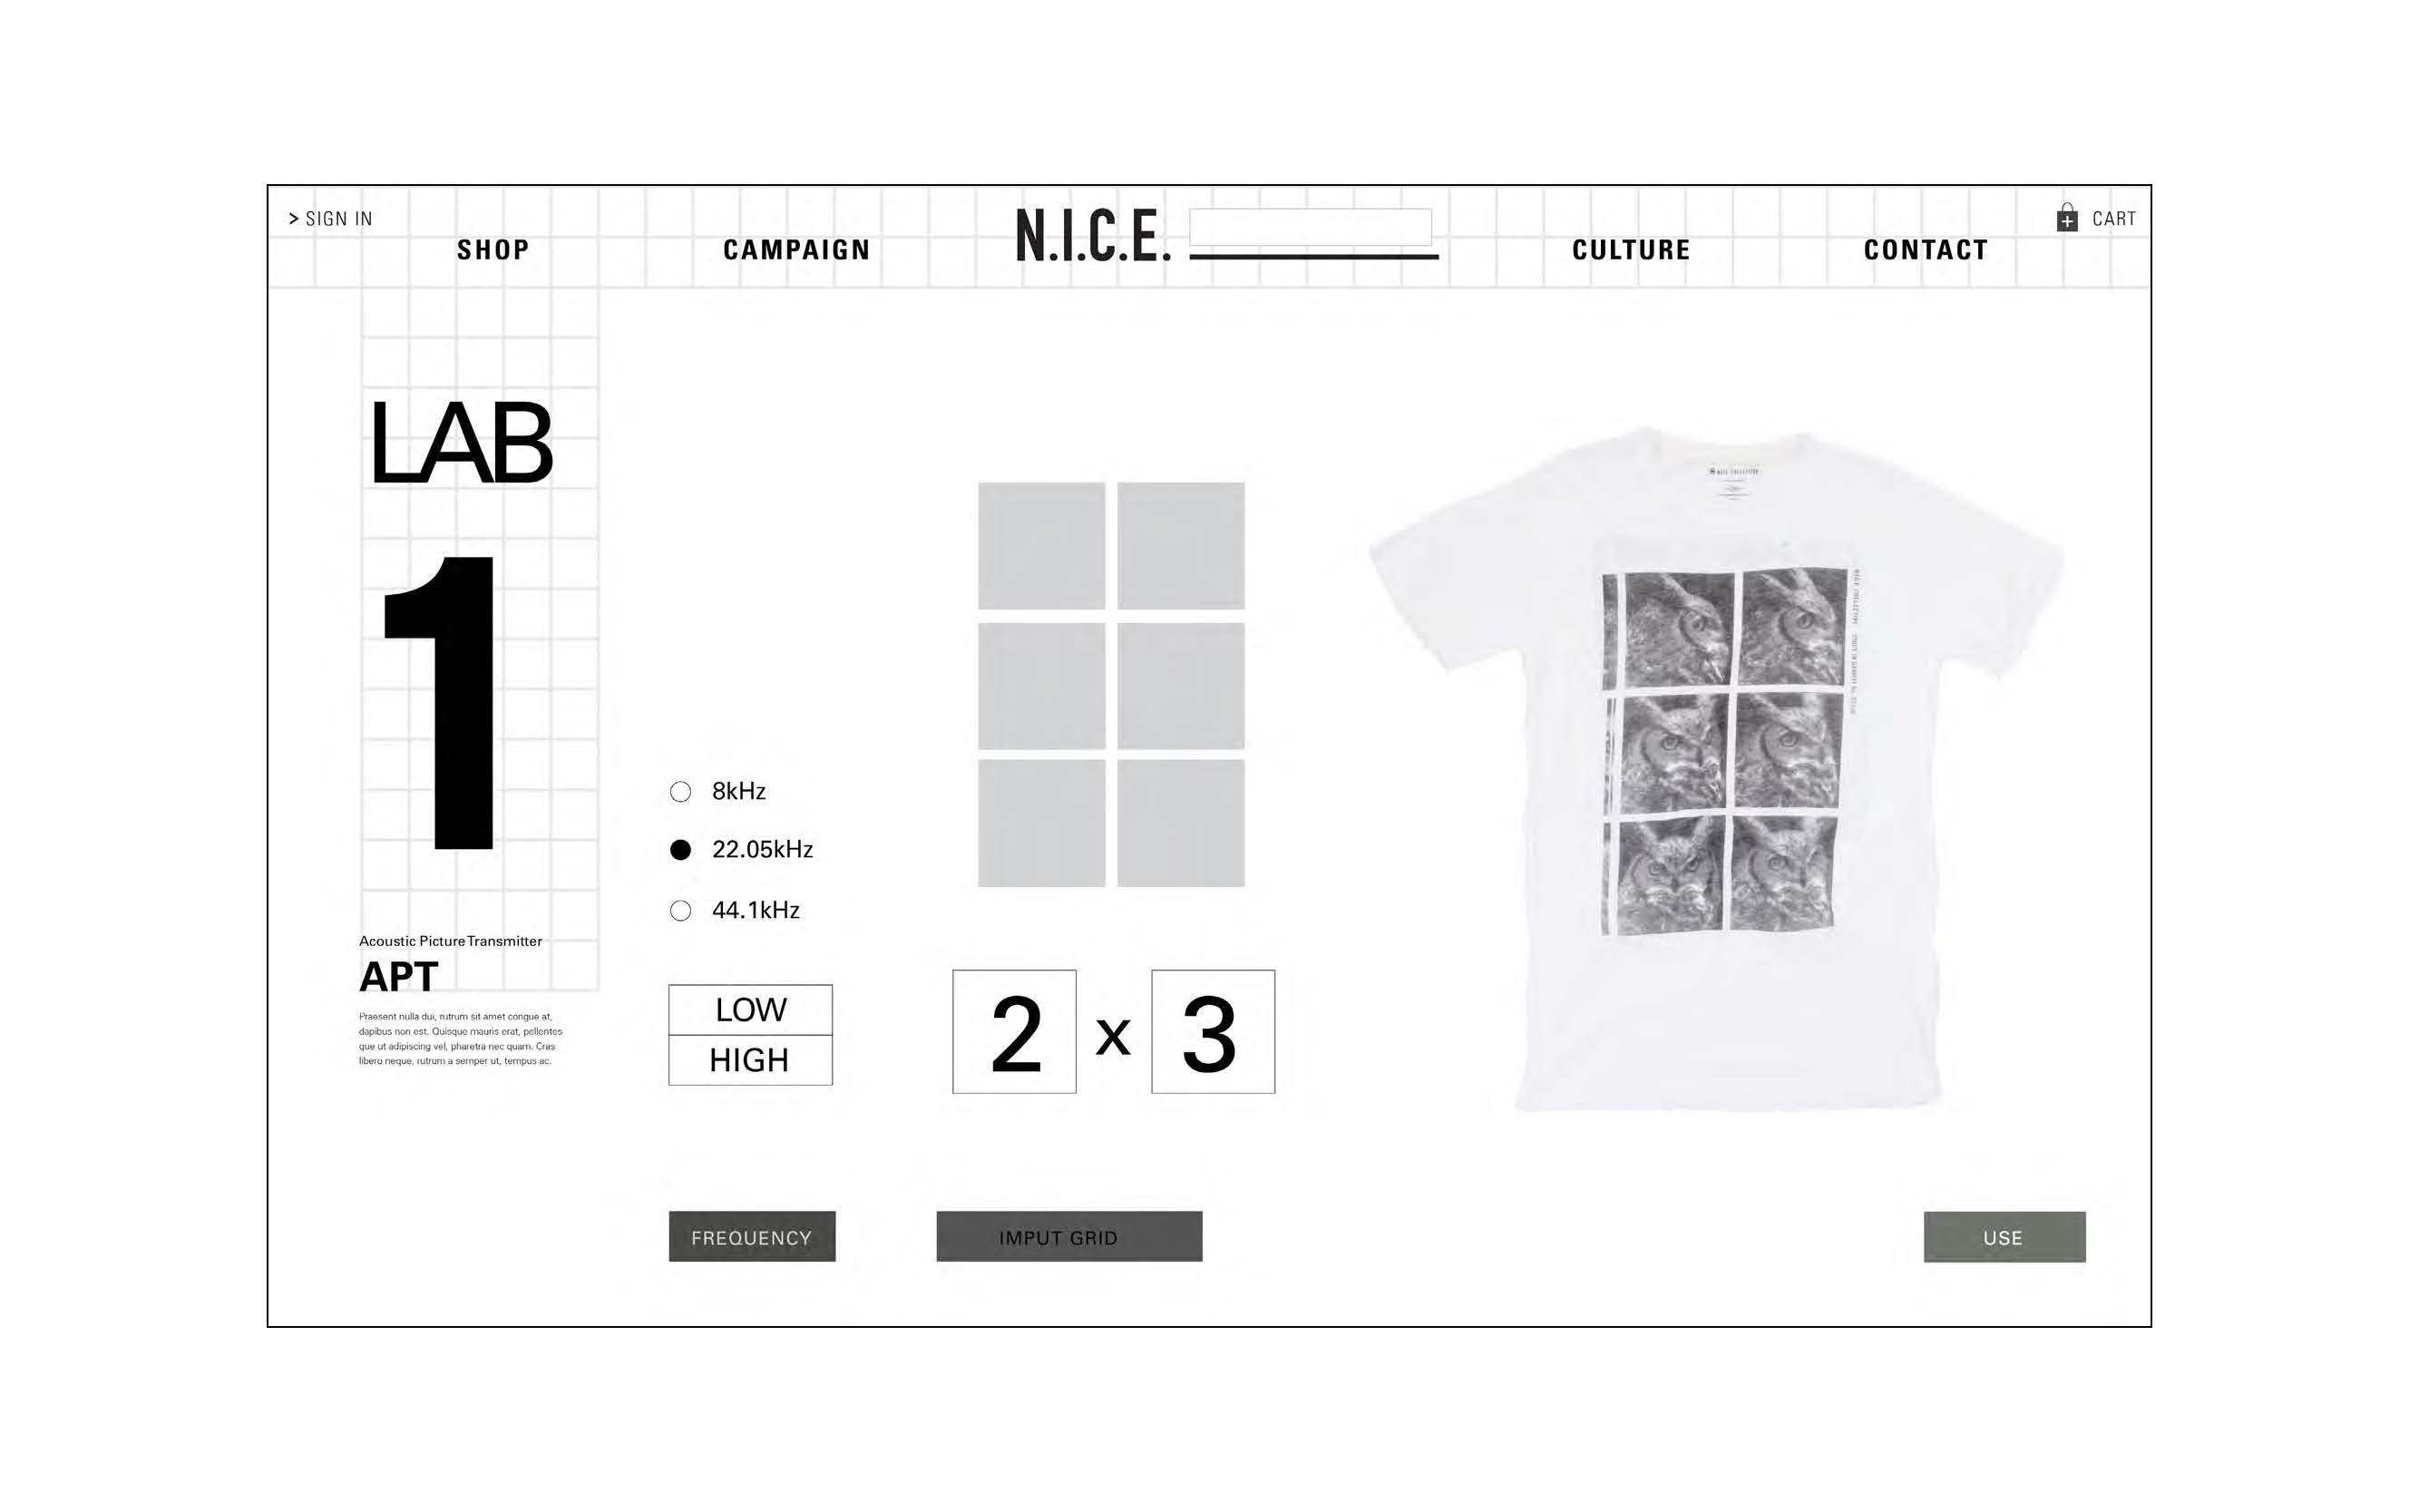 > SIGN IN
SHOP
CAMPAIGN
N.I.C.E.
CULTURE
CONTACT
CART
LAB
1
Acoustic Picture Transmitter
APT
Praesent nulla dui, rutrum sit amet congue at,
dapibus non est. Quisque mauris erat, pellentes
que ut adipiscing vel, pharetra nec quam. Cras
libero neque, rutrum a semper ut, tempus ac.
8kHz
22.05kHz
44.1kHz
LOW
HIGH
2 x 3
FREQUENCY
IMPUT GRID
USE